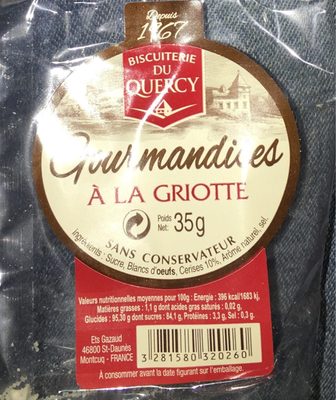 Depuis
1967
BISCUITERIE
DU
QUERCY
Gourmandises
À LA GRIOTTE
Poids
Net: 35g
SANS CONSERVATEUR
Ingrédients : Sucre, Blancs d'oeufs, Cerises 10%, Arôme naturel, sel.
Valeurs nutritionnelles moyennes pour 100g : Energie : 396 kcal/1683 kj.
Matières grasses : 1,1 g dont acides gras saturés : 0,02 g.
Glucides : 95,30 g dont sucres : 84,1 g, Protéines : 3,3 g, Sel : 0,3 g.
Ets Gazaud
46800 St-Daunès
Montcuq - FRANCE
3 281580 320260
À consommer avant la date figurant sur l'emballage.